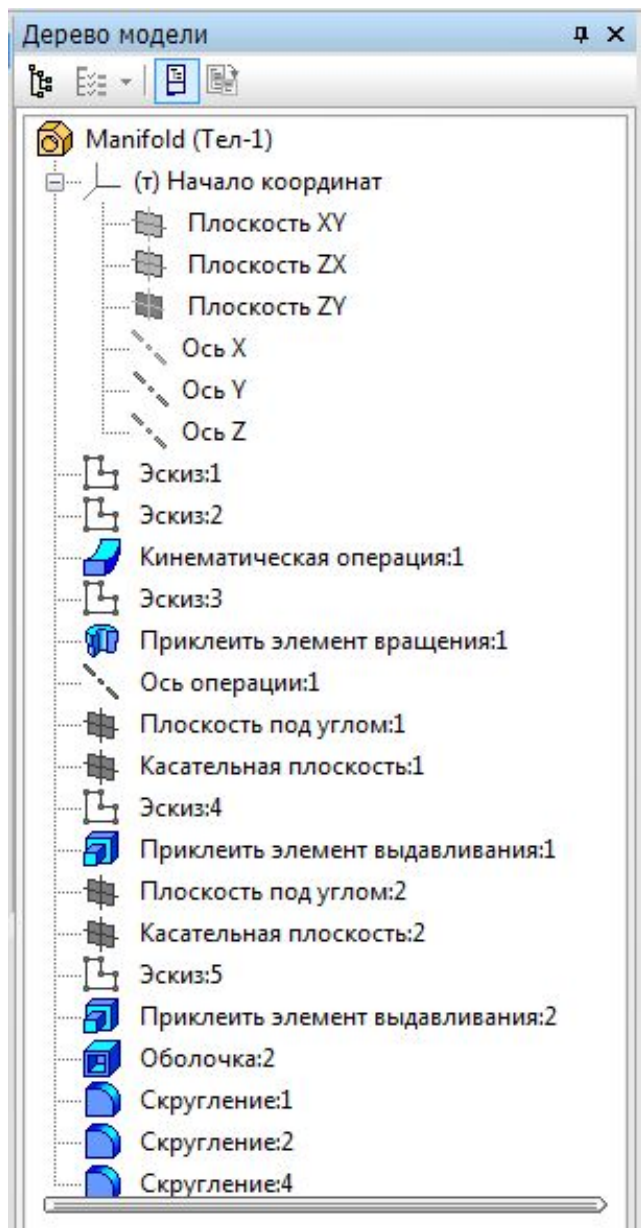 Дерево модели
Manifold (Тел-1)
(т) Начало координат
Плоскость XY
Плоскость ZX
Плоскость ZY
Ось X
Ось Y
Ось Z
Эскиз:1
Эскиз:2
Кинематическая операция:1
Эскиз:3
Приклеить элемент вращения:1
Ось операции:1
Плоскость под углом:1
Касательная плоскость:1
Эскиз:4
Приклеить элемент выдавливания:1
Плоскость под углом:2
Касательная плоскость:2
Эскиз:5
Приклеить элемент выдавливания:2
Оболочка:2
Скругление:1
Скругление:2
Скругление:4